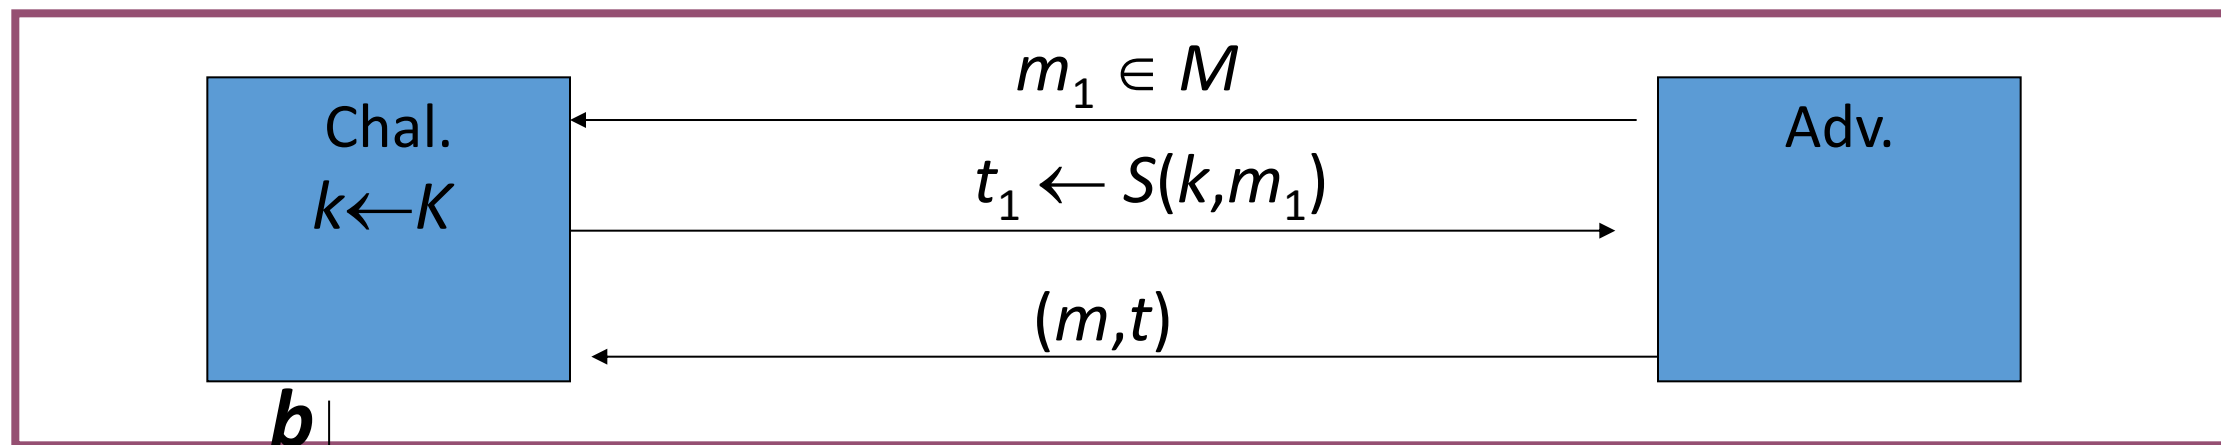 m₁ ∈ M
Chal.
Adv.
k←K
t₁ ← S(k,m₁)
(m,t)
b